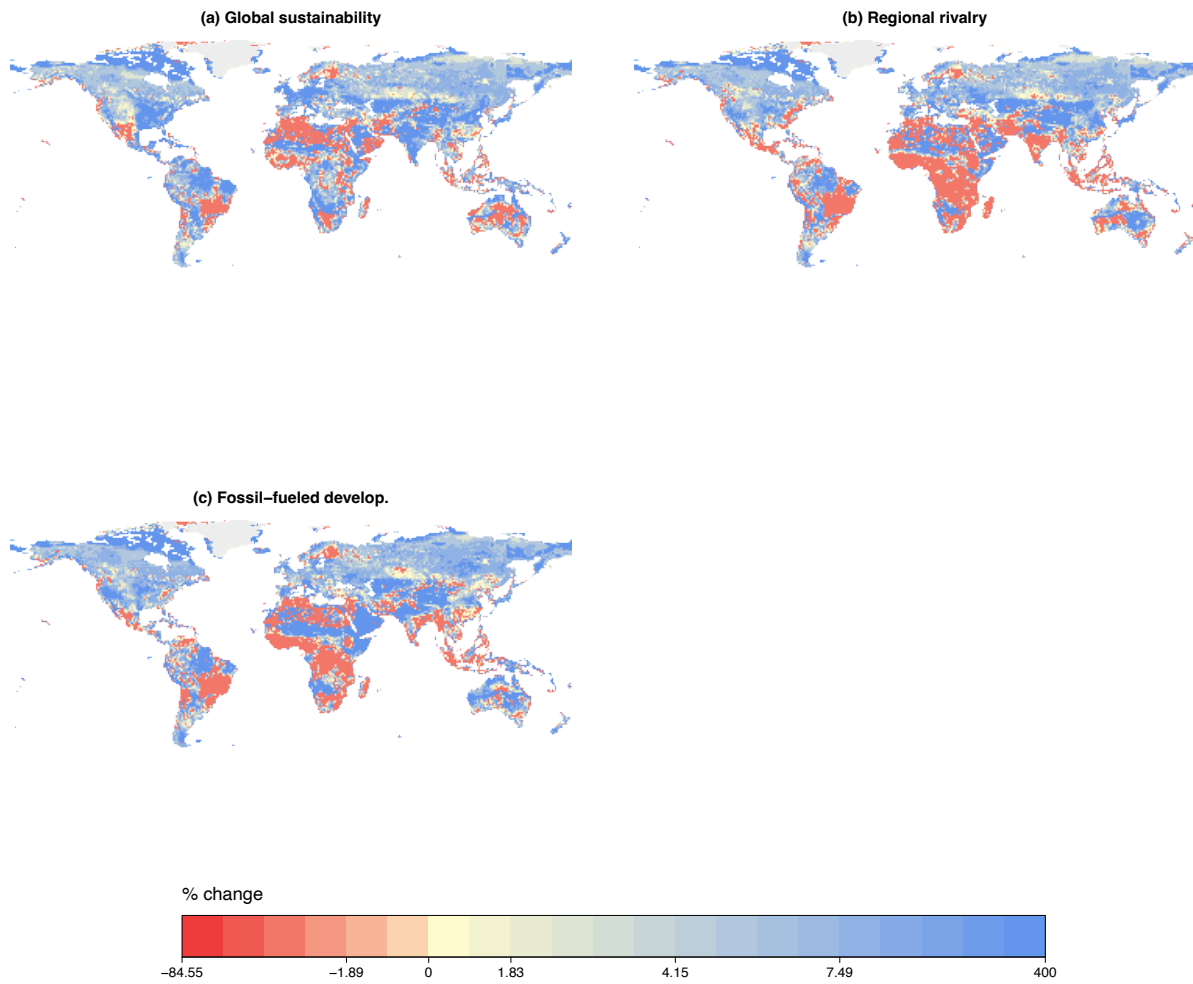 (a) Global sustainability
(b) Regional rivalry
(c) Fossil−fueled develop.
% change
−84.55 −1.89 0 1.83 4.15 7.49 400